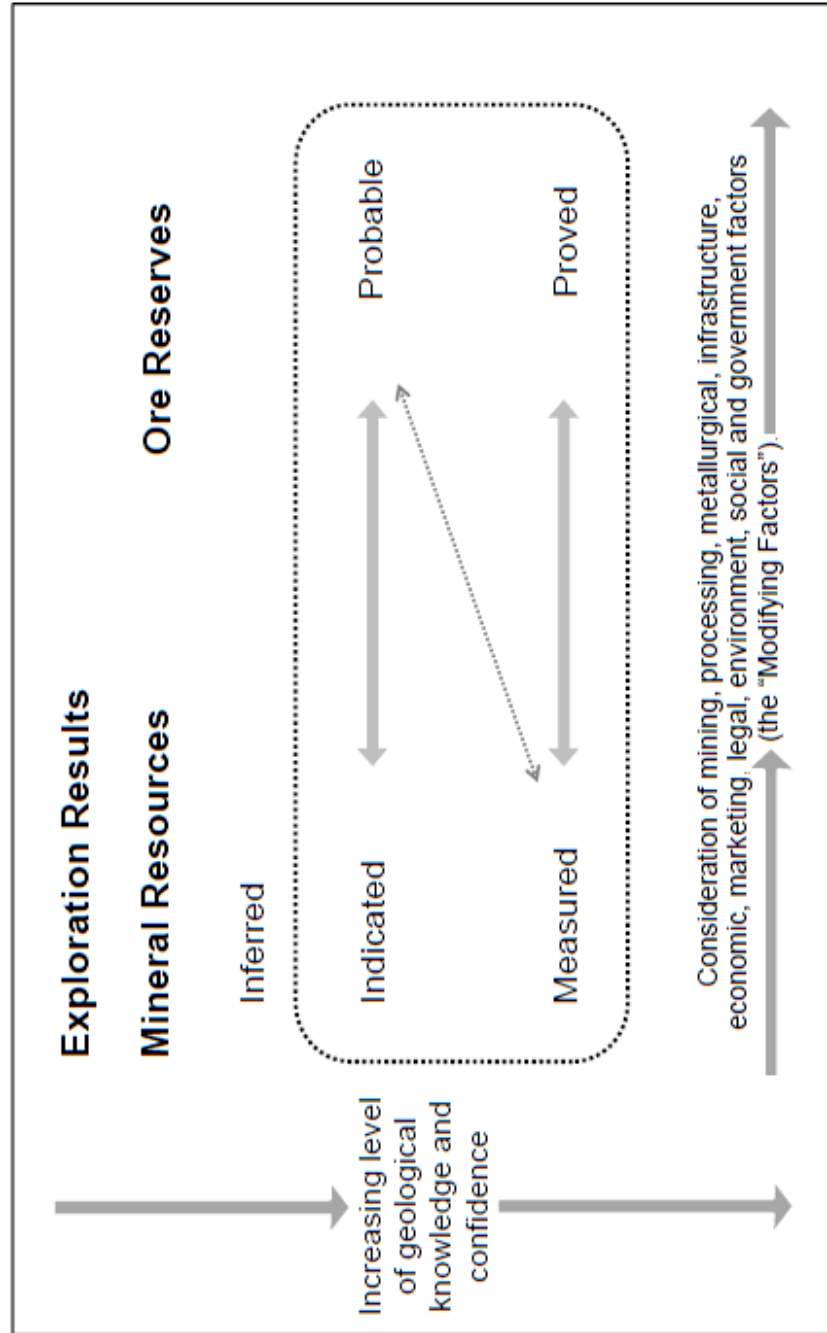 Exploration Results
Mineral Resources
Ore Reserves
Inferred
Indicated
Probable
Measured
Proved
Increasing level
of geological
knowledge and
confidence
Consideration of mining, processing, metallurgical, infrastructure,
economic, marketing, legal, environment, social and government factors
(the “Modifying Factors”).